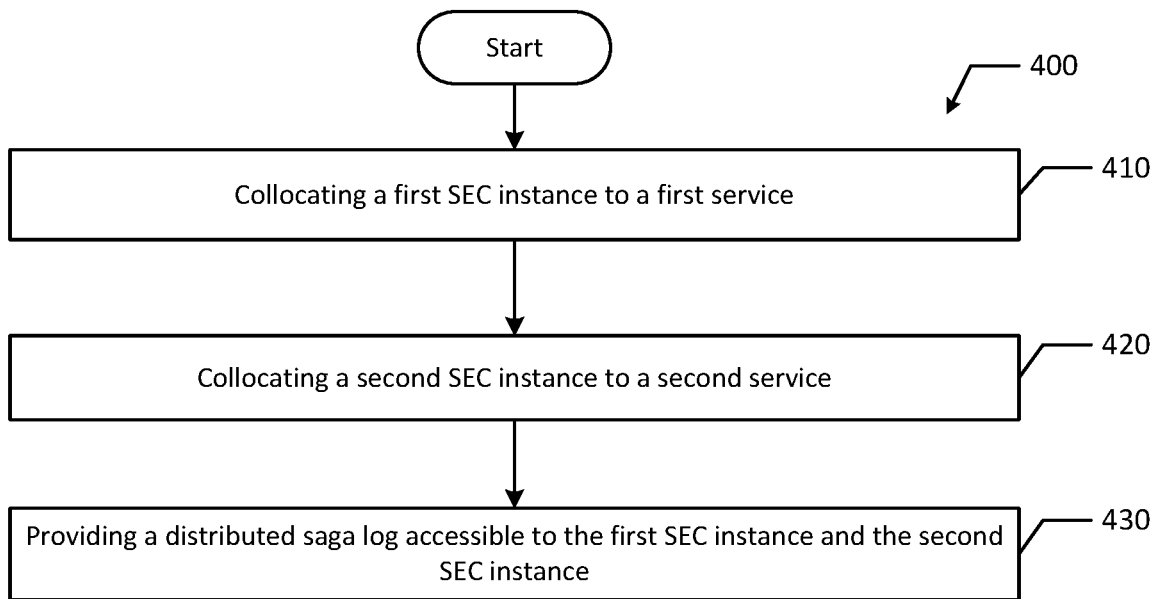 Start
400
Collocating a first SEC instance to a first service
410
Collocating a second SEC instance to a second service
420
Providing a distributed saga log accessible to the first SEC instance and the second
SEC instance
430